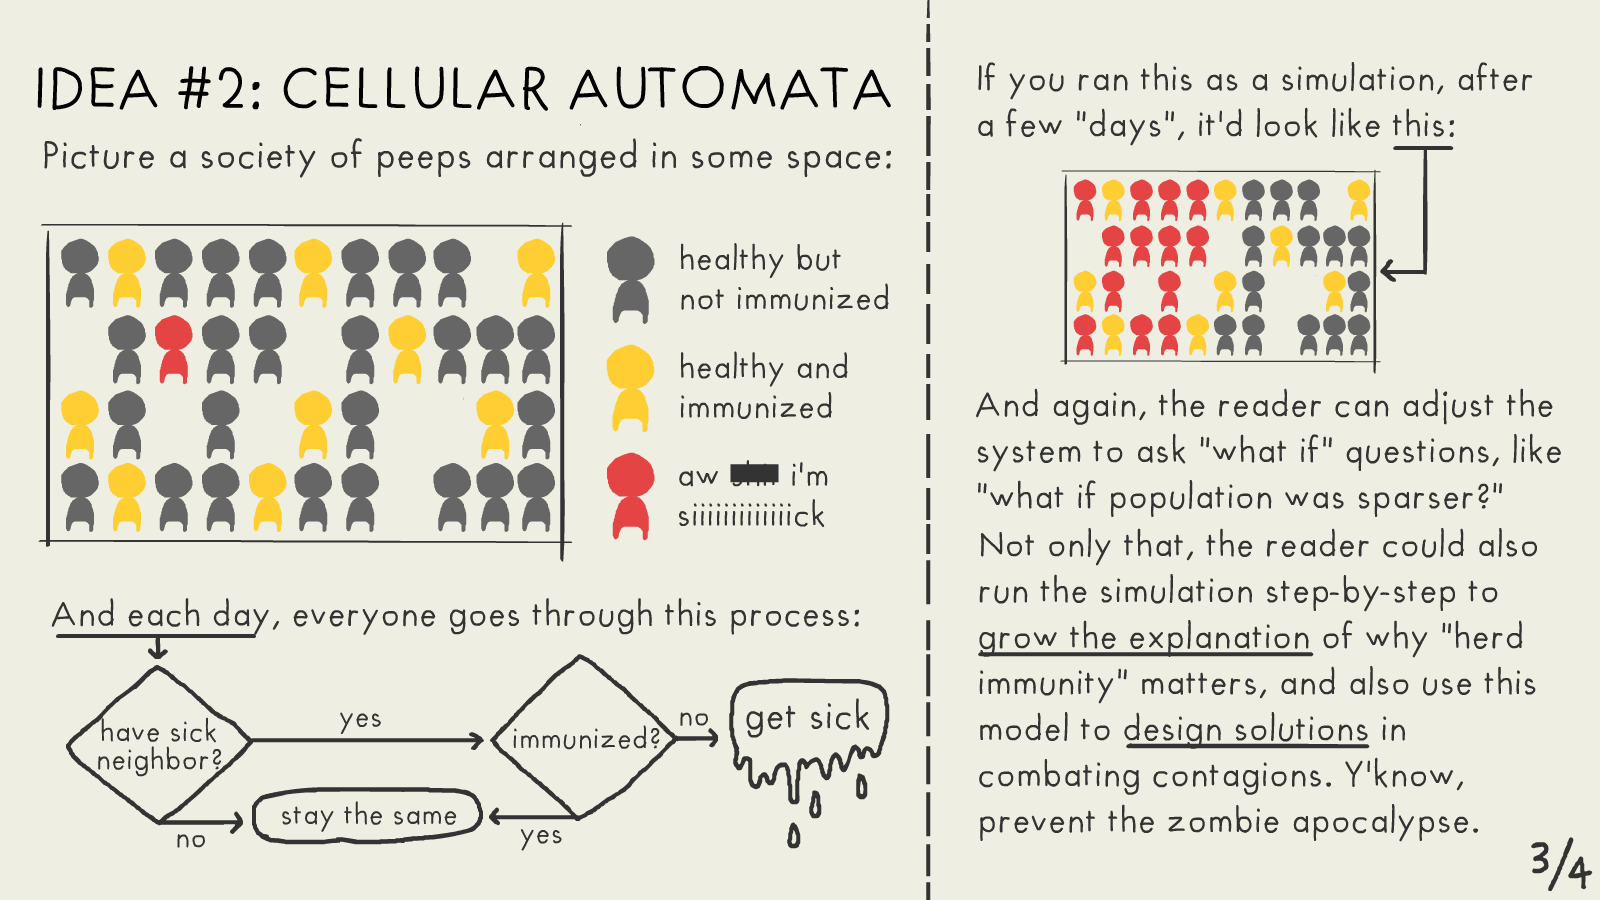 IDEA #2: CELLULAR AUTOMATA
Picture a society of peeps arranged in some space:
healthy but
not immunized
healthy and
immunized
aw i'm
siiiiiiiiiiiiiick
And each day, everyone goes through this process:
have sick
neighbor?
yes
immunized?
no
get sick
no
stay the same
yes
If you ran this as a simulation, after
a few "days", it'd look like this:
And again, the reader can adjust the
system to ask "what if" questions, like
"what if population was sparser?"
Not only that, the reader could also
run the simulation step-by-step to
grow the explanation of why "herd
immunity" matters, and also use this
model to design solutions in
combating contagions. Y'know,
prevent the zombie apocalypse.
3/4